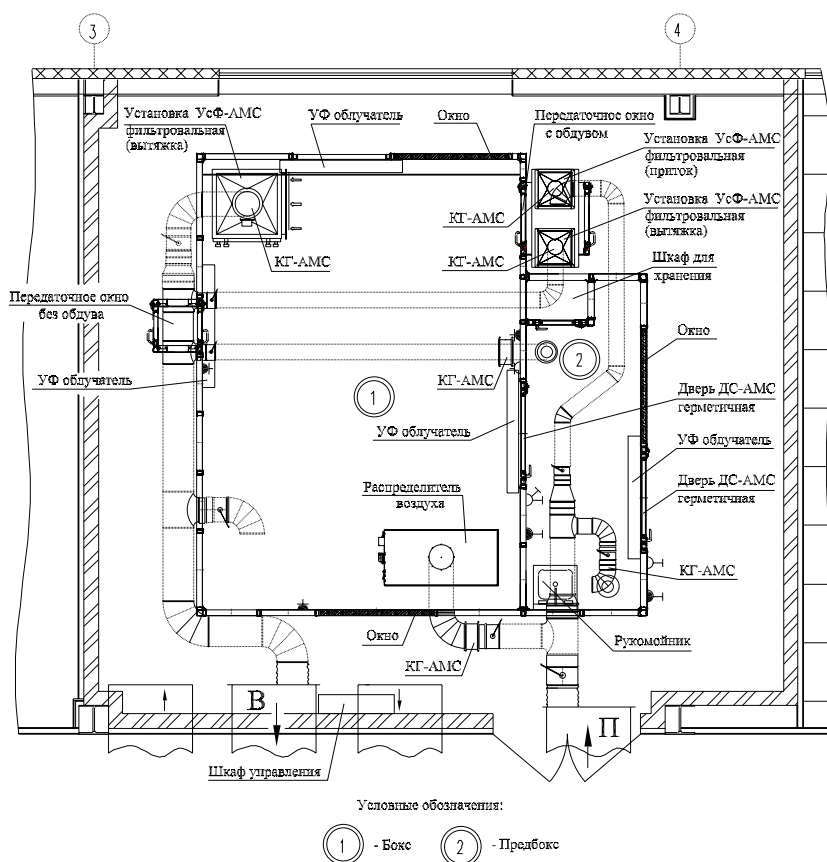 3
4
Установка УсФ-АМС
фильтровальная
(вытяжка)
УФ облучатель
Окно
Передаточное окно
с обдувом
Установка УсФ-АМС
фильтровальная
(приток)
Установка УсФ-АМС
фильтровальная
(вытяжка)
КГ-АМС
КГ-АМС
КГ-АМС
Шкаф для
хранения
Передаточное окно
без обдува
Окно
2
КГ-АМС
УФ облучатель
1
Дверь ДС-АМС
герметичная
УФ облучатель
УФ облучатель
Распределитель
воздуха
Дверь ДС-АМС
герметичная
КГ-АМС
Окно
Рукомойник
КГ-АМС
В
П
Шкаф управления
Условные обозначения:
1 - Бокс 2 - Предбокс